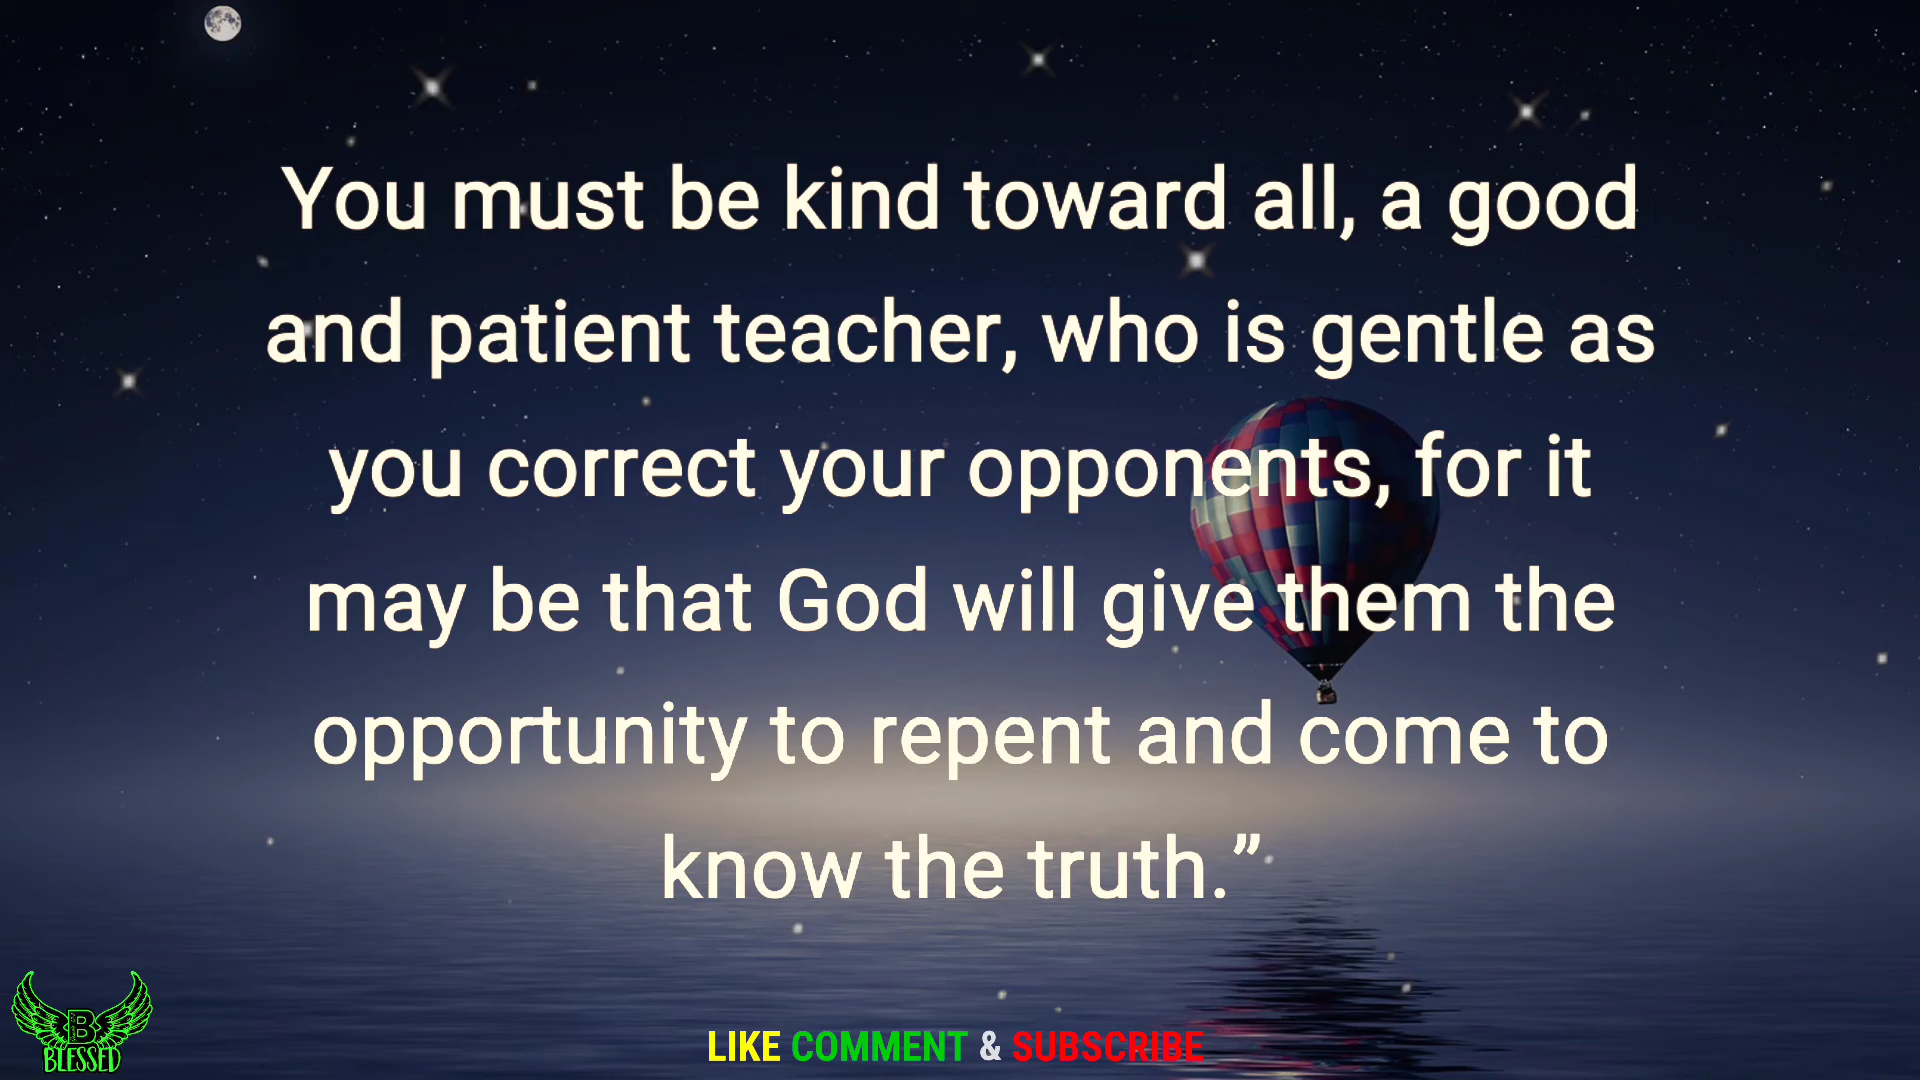 You must be kind toward all, a good
and patient teacher, who is gentle as
you correct your opponents, for it
may be that God will give them the
opportunity to repent and come to
know the truth.”
B
BLESSED
LIKE COMMENT & SUBSCRIBE